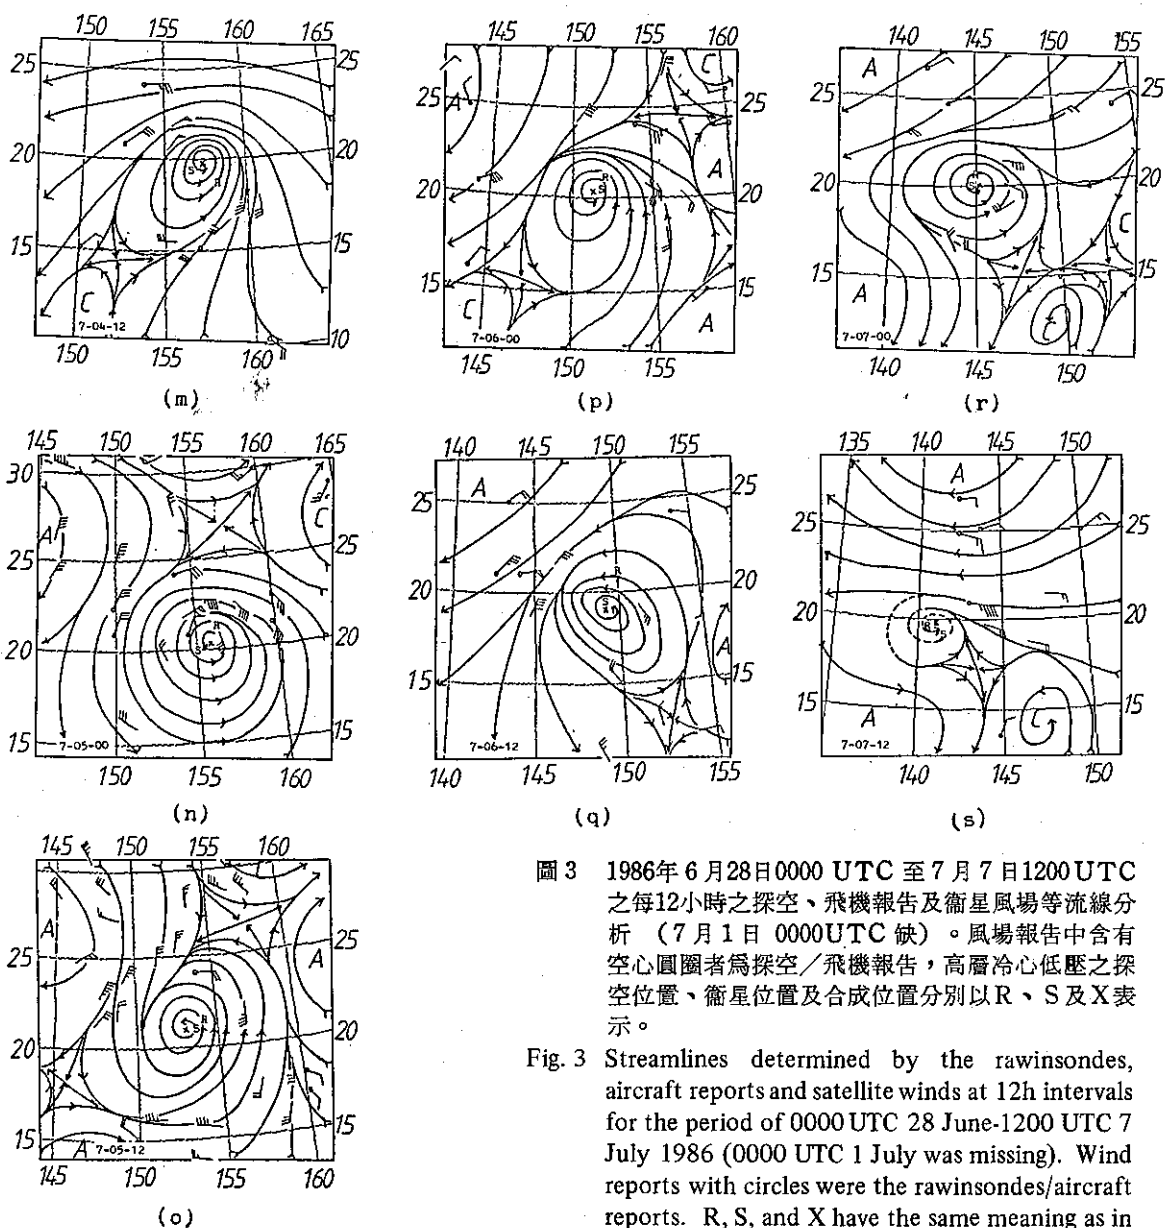 150 155 160 165
25 25
20 20
15 15
10
C
7-04-12
150 155 160
(m)
145 150 155 160
A C
25 25
20 A 20
15 15
C A
7-06-00
145 150 155
(p)
140 145 150 155
A
25 25
20 20
C
15 15
A C
7-07-00
140 145 150
(r)
145 150 155 160 165
30
A C
25 25
20 20
15 15
7-05-00
150 155 160
(n)
140 145 150 155
A
25 25
20 20
A
15 15
7-06-12
140 145 150 155
(q)
135 140 145 150
A
25 25
20 20
15 15
A C
7-07-12
140 145 150
(s)
145 150 155 160
A A
25 25
20 20
15 15
A 7-05-12
145 150 155 160
(o)
圖3 1986年6月28日0000 UTC 至7月7日1200UTC
之每12小時之探空、飛機報告及衞星風場等流線分
析 (7月1日 0000UTC 缺)。風場報告中含有
空心圓圈者爲探空／飛機報告，高層冷心低壓之探
空位置、衞星位置及合成位置分別以R、S及X表
示。
Fig. 3 Streamlines determined by the rawinsondes,
aircraft reports and satellite winds at 12h intervals
for the period of 0000 UTC 28 June-1200 UTC 7
July 1986 (0000 UTC 1 July was missing). Wind
reports with circles were the rawinsondes/aircraft
reports. R, S, and X have the same meaning as in